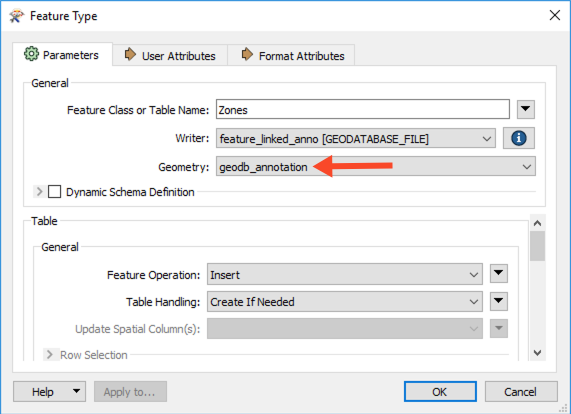 Feature Type
Parameters User Attributes Format Attributes
General
Feature Class or Table Name: Zones
Writer: feature_linked_anno [GEODATABASE_FILE]
Geometry: geodb_annotation
Dynamic Schema Definition
Table
General
Feature Operation: Insert
Table Handling: Create If Needed
Update Spatial Column(s):
Row Selection
Help Apply to... OK Cancel